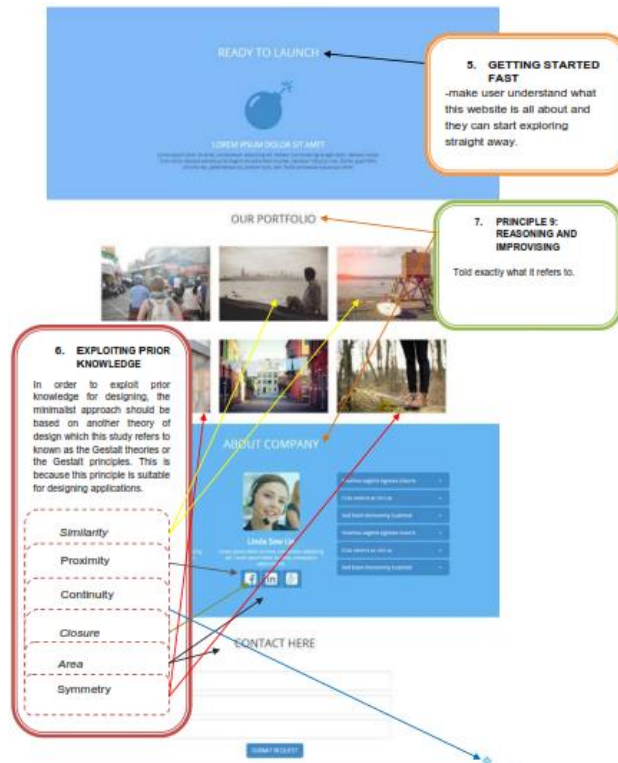 READY TO LAUNCH
LOREM IPSUM DOLOR SIT AMET
5. GETTING STARTED
FAST
-make user understand what
this website is all about and
they can start exploring
straight away.
OUR PORTFOLIO
7. PRINCIPLE 9:
REASONING AND
IMPROVISING
Told exactly what it refers to.
6. EXPLOITING PRIOR
KNOWLEDGE
In order to exploit prior
knowledge for designing, the
minimalist approach should be
based on another theory of
design which this study refers to
known as the Gestalt theories or
the Gestalt principles. This is
because this principle is suitable
for designing applications.
Similarity
Proximity
Continuity
Closure
Area
Symmetry
ABOUT COMPANY
Linda Saw Lin
f in
CONTACT HERE
SUBMIT REQUEST